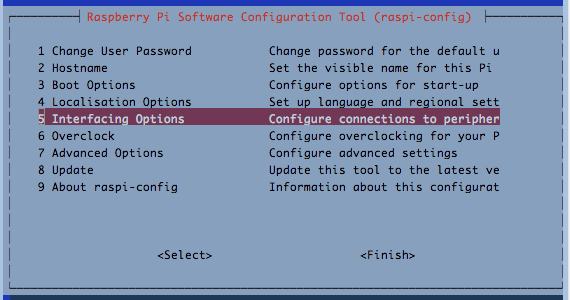 Raspberry Pi Software Configuration Tool (raspi-config)
1 Change User Password Change password for the default u
2 Hostname Set the visible name for this Pi
3 Boot Options Configure options for start-up
4 Localisation Options Set up language and regional sett
5 Interfacing Options Configure connections to peripher
6 Overclock Configure overclocking for your P
7 Advanced Options Configure advanced settings
8 Update Update this tool to the latest ve
9 About raspi-config Information about this configurat
<Select> <Finish>